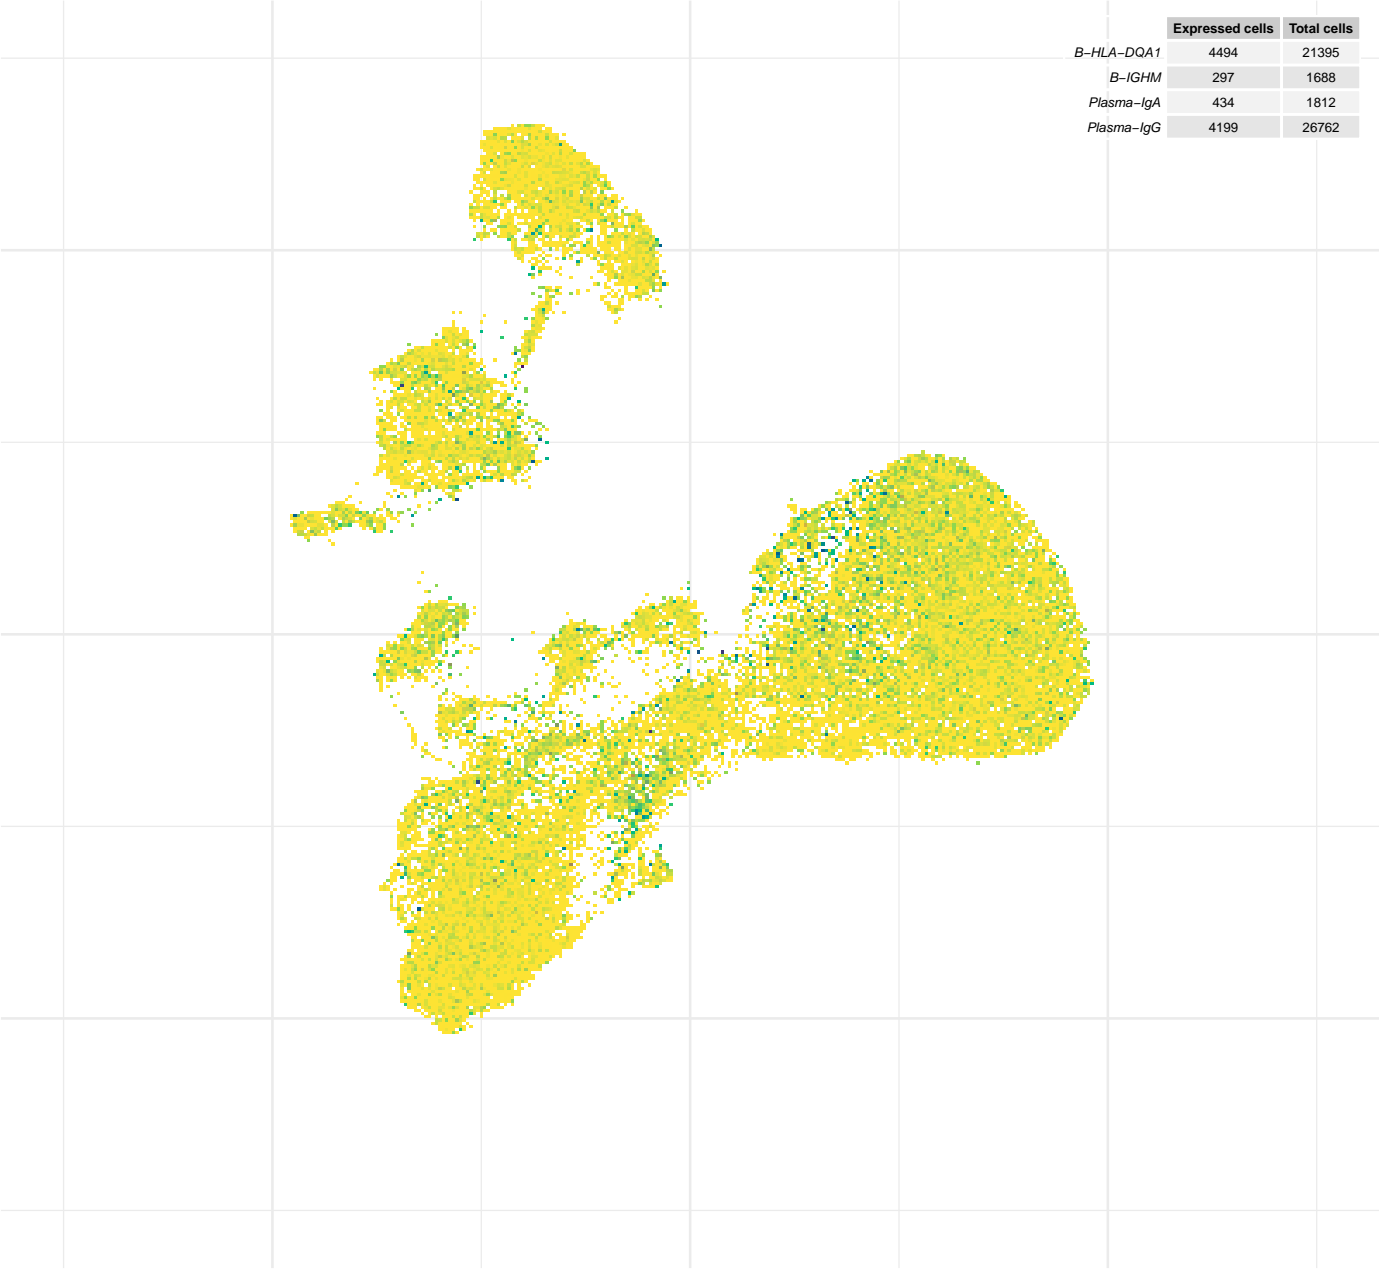 Expressed cells Total cells
B−HLA−DQA1 4494 21395
B−IGHM 297 1688
Plasma−IgA 434 1812
Plasma−IgG 4199 26762